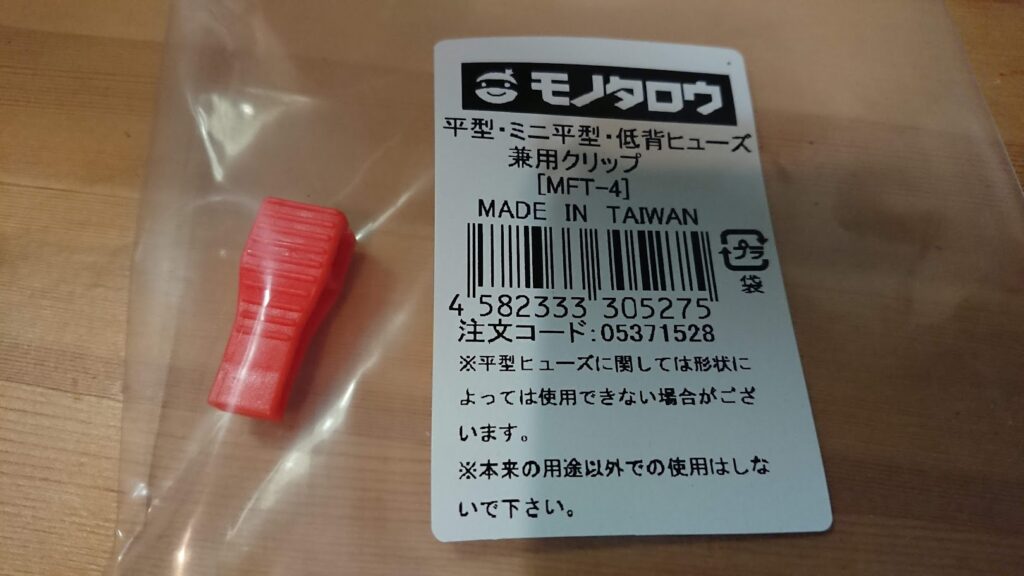 モノタロウ
平型・ミニ平型・低背ヒューズ
兼用クリップ
[MFT-4]
MADE IN TAIWAN
プラ
袋
4 582333 305275
注文コード:05371528
※平型ヒューズに関しては形状に
よっては使用できない場合がござ
います。
※本来の用途以外での使用はしな
いで下さい。